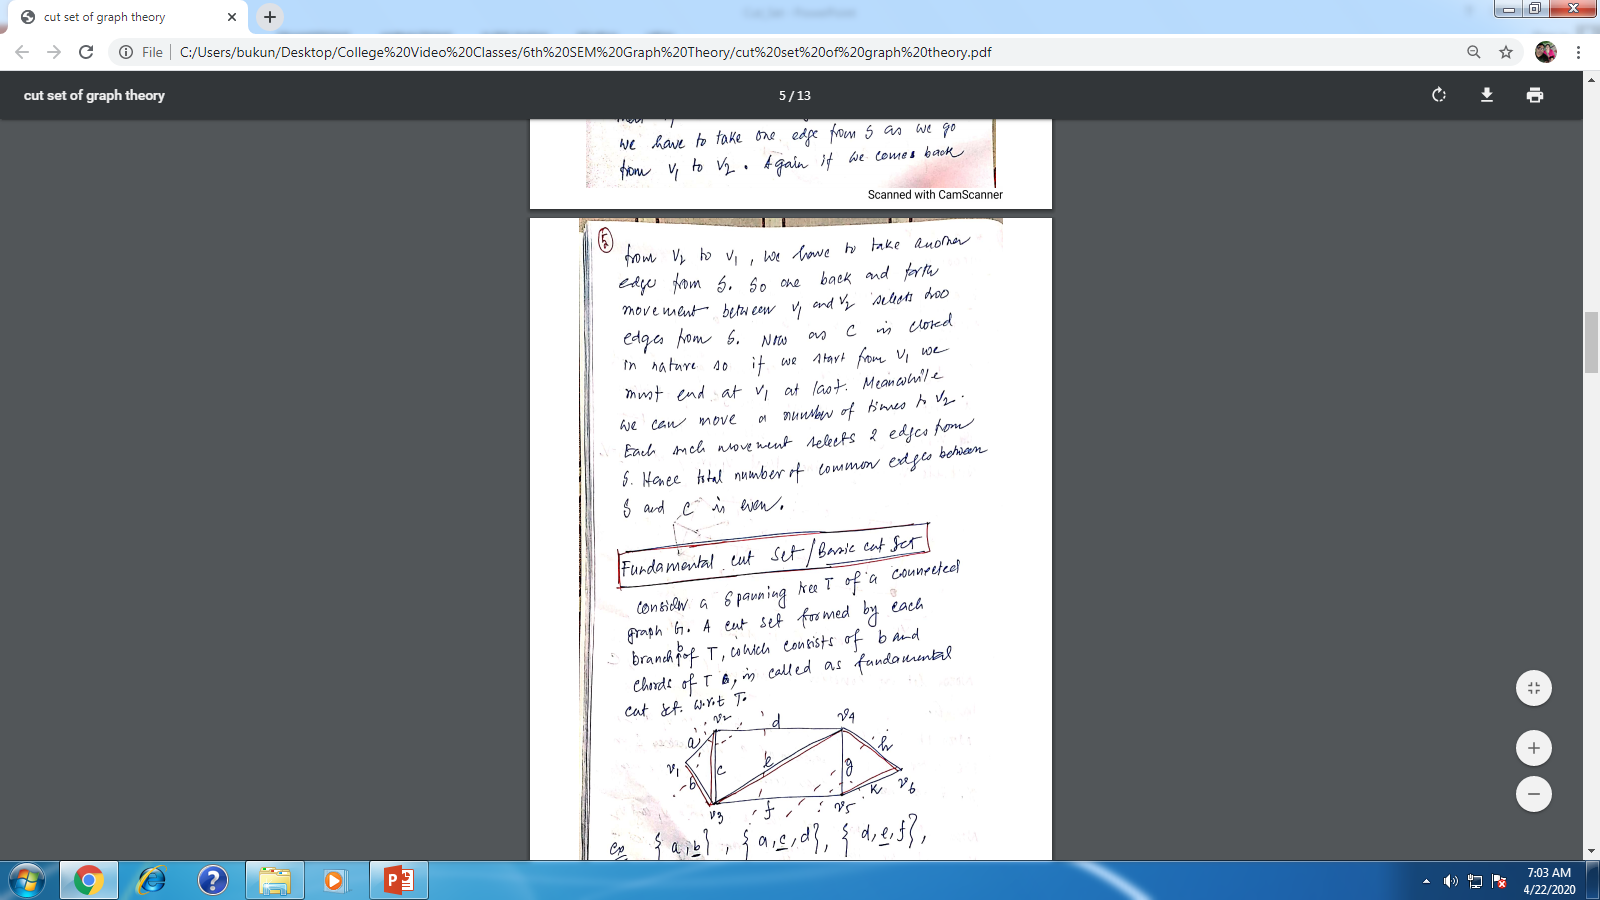 cut set of graph theory
File
C:/Users/bukun/Desktop/College%20Video%20Classes/6th%20SEM%20Graph%20Theory/cut%20set%20of%20graph%20theory.pdf
cut set of graph theory
5 / 13
we have to take one edge from S as we go
from v1 to v2. Again if we comes back
Scanned with CamScanner
5
from v2 to v1, we have to take another
edge from S. So one back and forth
movement between v1 and v2 selects two
edges from S. Now as C is closed
in nature so if we start from v1 we
must end at v1 at last. Meanwhile
we can move a number of times to v2.
Each such movement selects 2 edges from
S. Hence total number of common edges between
S and C is even.
Fundamental cut set / Basic cut set
consider a spanning tree T of a connected
graph G. A cut set formed by each
branch b of T, which consists of b and
chords of T, is called as fundamental
cut set w.r.t T.
v2 d v4
a h
v1 c e g
b k v6
v3 f v5
ex {a,b}, {a,c,d}, {d,e,f},
7:03 AM
4/22/2020